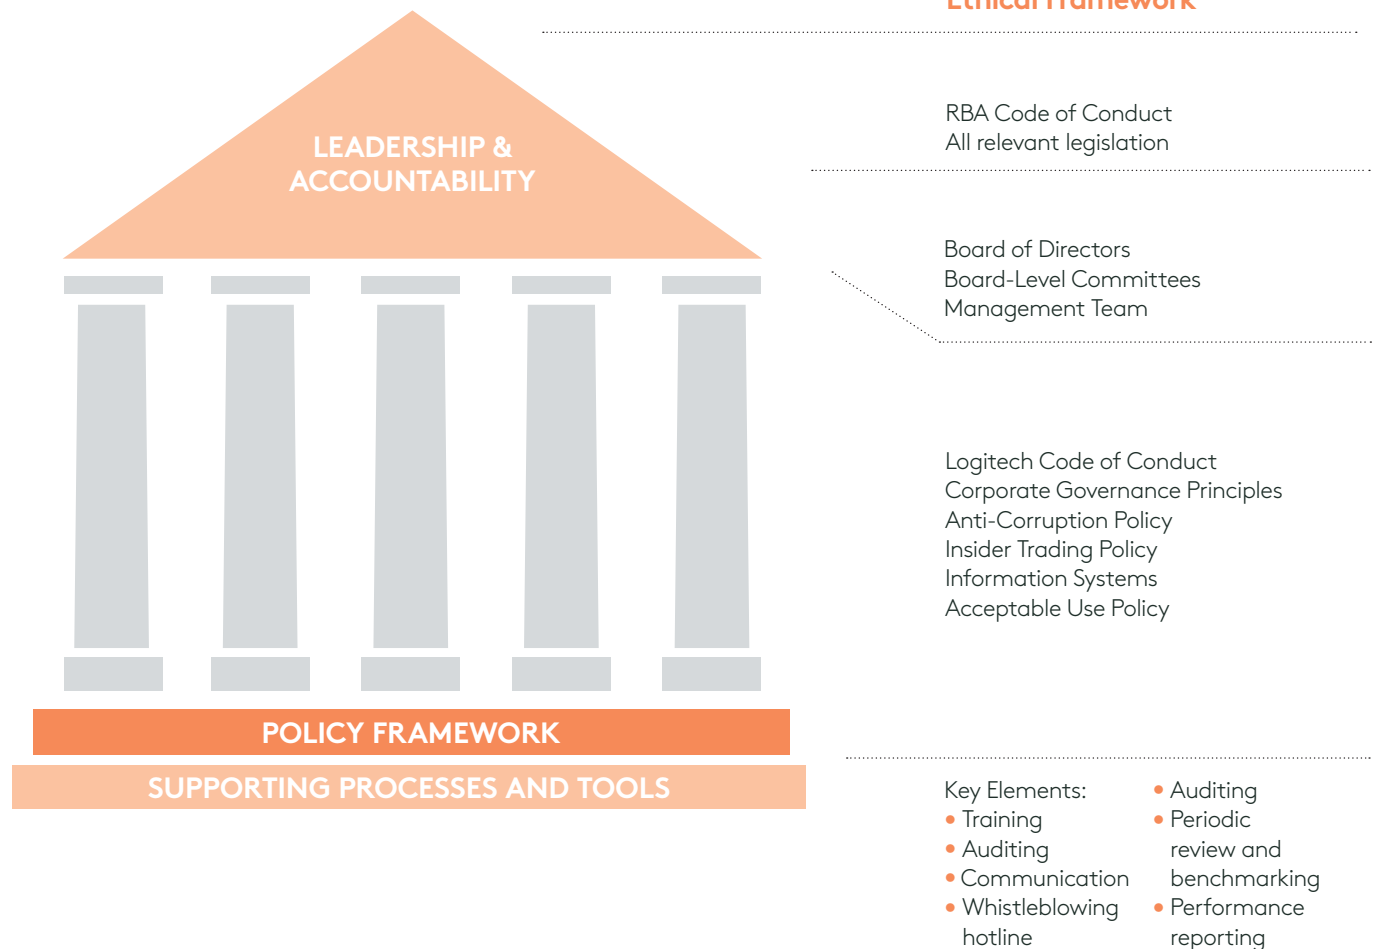 Ethical framework
RBA Code of Conduct
All relevant legislation
LEADERSHIP &
ACCOUNTABILITY
Board of Directors
Board-Level Committees
Management Team
Logitech Code of Conduct
Corporate Governance Principles
Anti-Corruption Policy
Insider Trading Policy
Information Systems
Acceptable Use Policy
POLICY FRAMEWORK
SUPPORTING PROCESSES AND TOOLS
Key Elements:
• Training
• Auditing
• Communication
• Whistleblowing
hotline
• Auditing
• Periodic
review and
benchmarking
• Performance
reporting